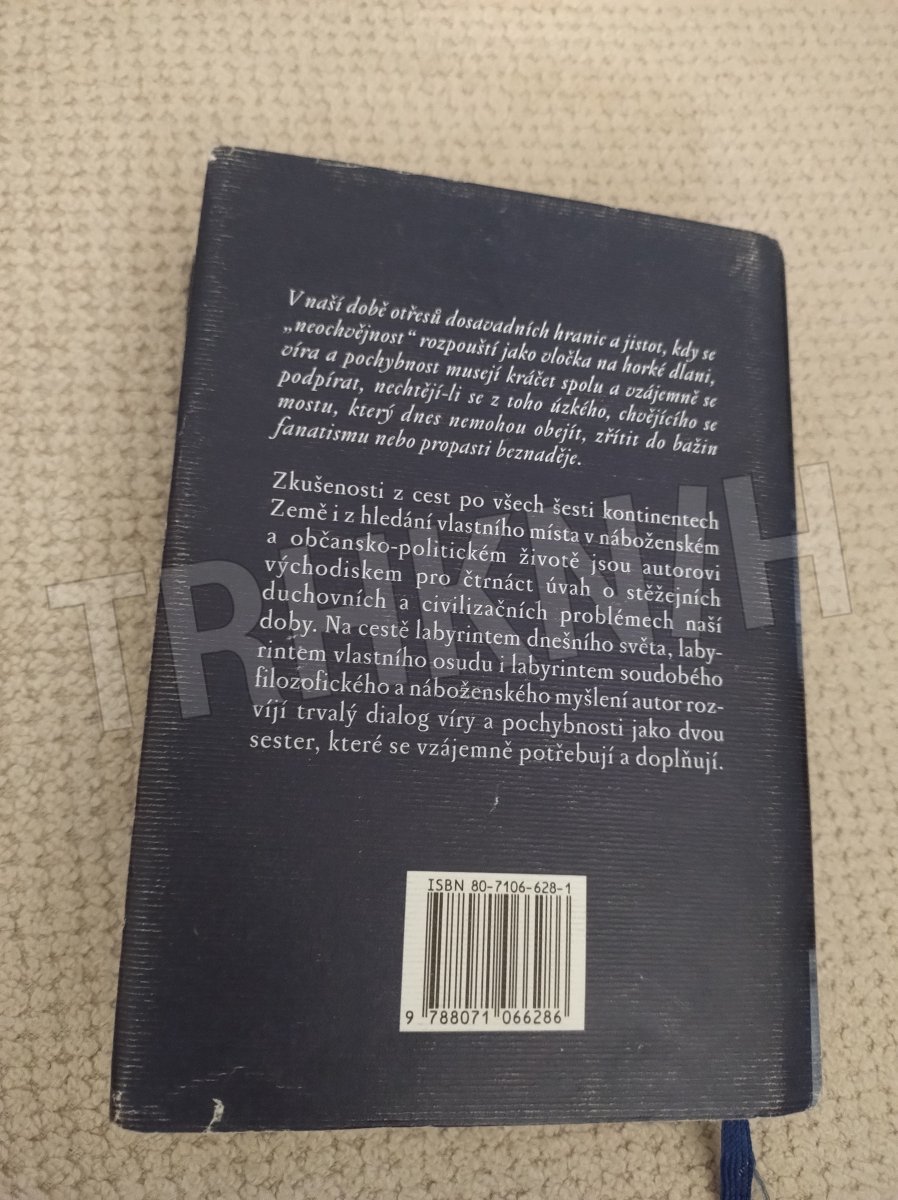 V naší době otřesů dosavadních hranic a jistot, kdy se
„neochvějnost“ rozpouští jako vločka na horké dlani,
víra a pochybnost musejí kráčet spolu a vzájemně se
podpírat, nechtějí-li se z toho úzkého, chvějícího se
mostu, který dnes nemohou obejít, zřítit do bažin
fanatismu nebo propasti beznaděje.
Zkušenosti z cest po všech šesti kontinentech
Země i z hledání vlastního místa v náboženském
a občansko-politickém životě jsou autorovi
východiskem pro čtrnáct úvah o stěžejních
duchovních a civilizačních problémech naší
doby. Na cestě labyrintem dnešního světa, laby-
rintem vlastního osudu i labyrintem soudobého
filozofického a náboženského myšlení autor roz-
víjí trvalý dialog víry a pochybnosti jako dvou
sester, které se vzájemně potřebují a doplňují.
TRHKNIH
ISBN 80-7106-628-1
9 788071 066286